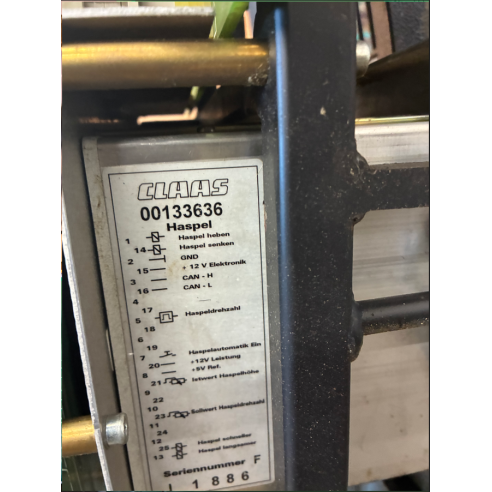 CLAAS
00133636
Haspel
1 Haspel heben
14 Haspel senken
2 GND
15 + 12 V Elektronik
3 CAN - H
16 CAN - L
4
17
5 Haspeldrehzahl
18
6
19
7 Haspelautomatik Ein
20 +12V Leistung
8 +5V Ref.
21 Istwert Haspelhöhe
9
22
10
23 Sollwert Haspeldrehzahl
11
24
12
25 Haspel schneller
13 Haspel langsamer
Seriennummer F
1886